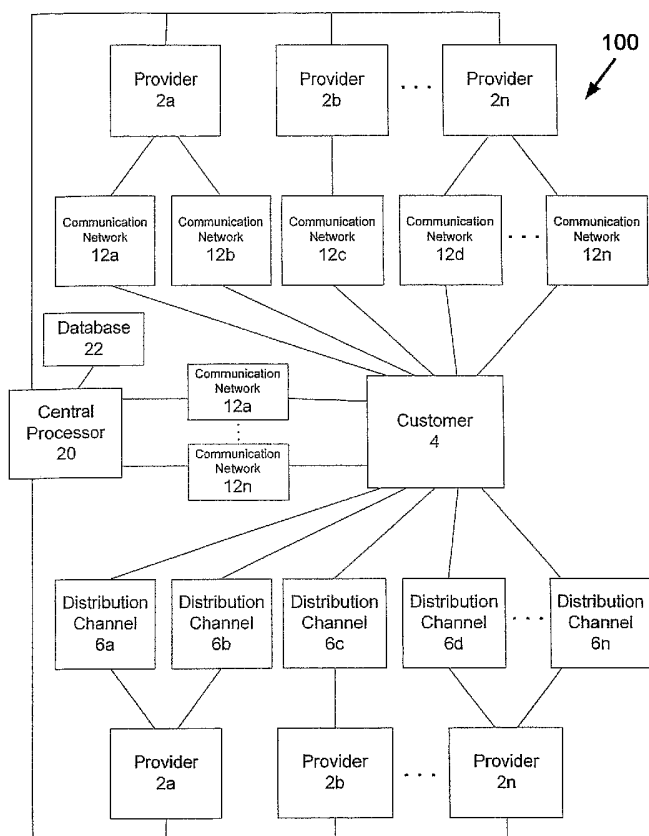 100
Provider
2a
Provider
2b
. . .
Provider
2n
Communication
Network
12a
Communication
Network
12b
Communication
Network
12c
Communication
Network
12d
. . .
Communication
Network
12n
Database
22
Central
Processor
20
Communication
Network
12a
Communication
Network
12n
Customer
4
Distribution
Channel
6a
Distribution
Channel
6b
Distribution
Channel
6c
Distribution
Channel
6d
. . .
Distribution
Channel
6n
Provider
2a
Provider
2b
. . .
Provider
2n